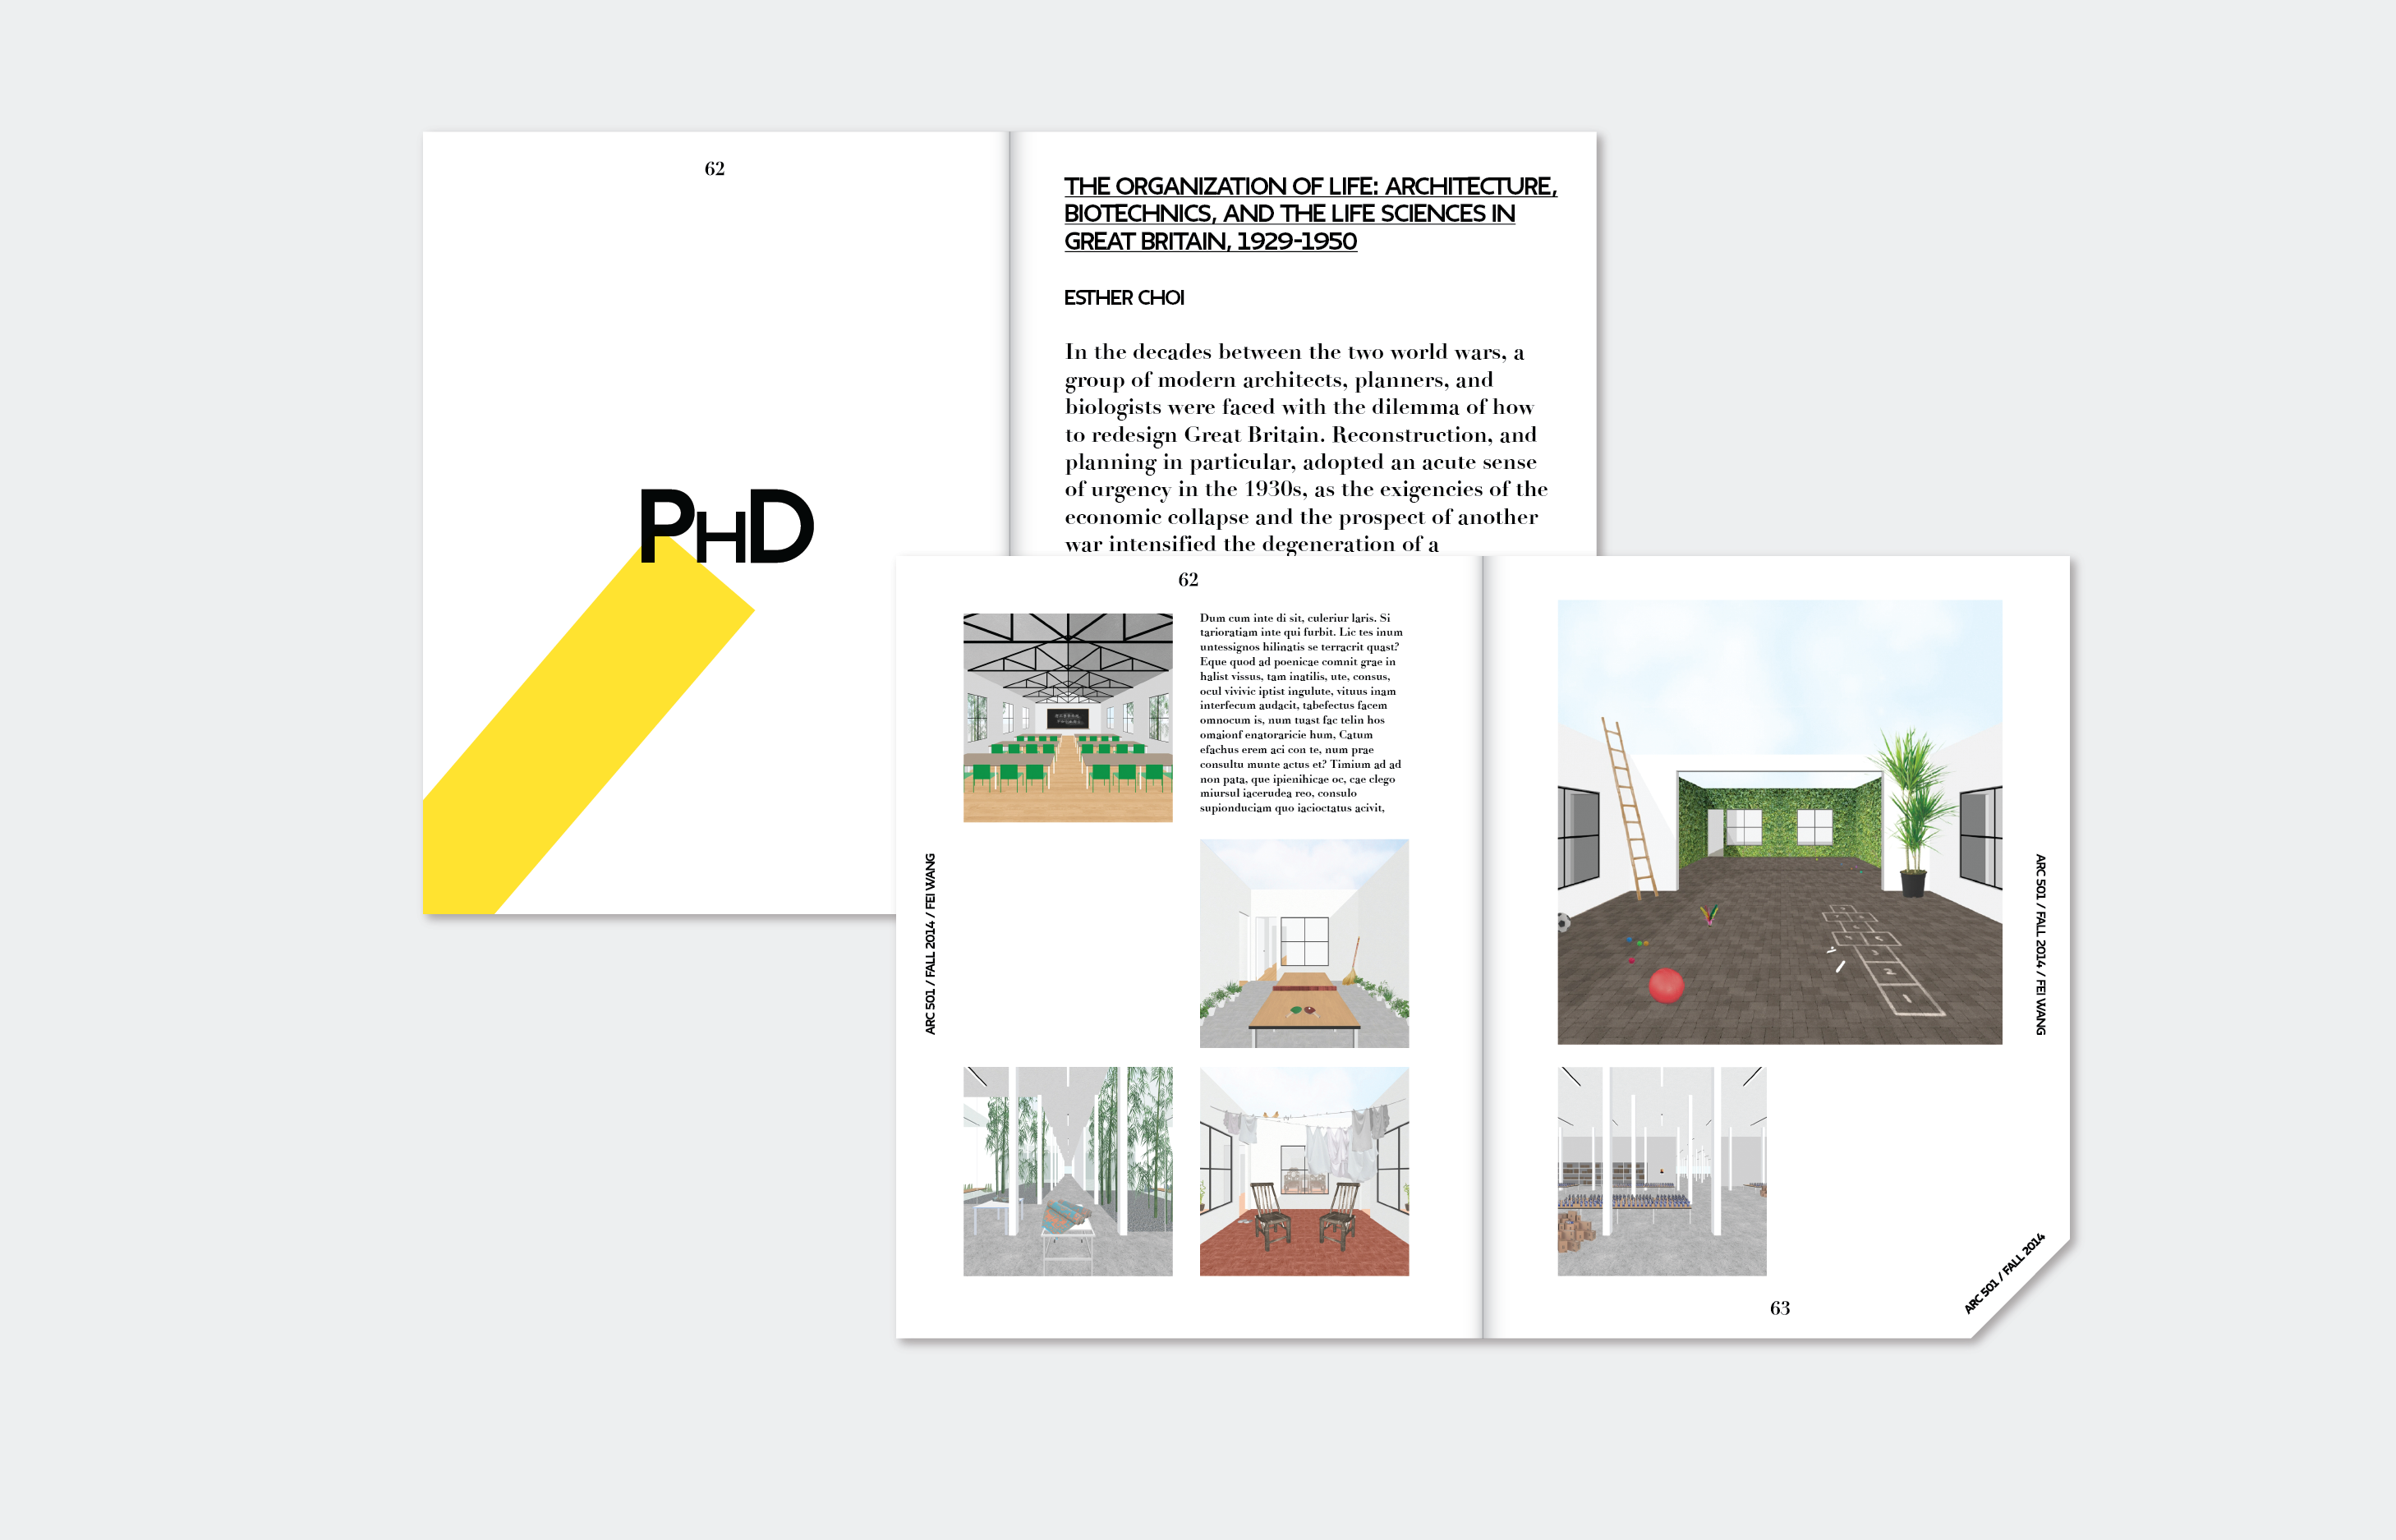 62
PHD
THE ORGANIZATION OF LIFE: ARCHITECTURE,
BIOTECHNICS, AND THE LIFE SCIENCES IN
GREAT BRITAIN, 1929-1950
ESTHER CHOI
In the decades between the two world wars, a
group of modern architects, planners, and
biologists were faced with the dilemma of how
to redesign Great Britain. Reconstruction, and
planning in particular, adopted an acute sense
of urgency in the 1930s, as the exigencies of the
economic collapse and the prospect of another
war intensified the degeneration of a
62
Dum cum inte di sit, culeriur laris. Si
tarioratiam inte qui furbit. Lic tes inum
untessignos hilinatis se terracrit quast?
Eque quod ad poenicae comnit grae in
halist vissus, tam inatilis, ute, consus,
ocul vivivic iptist ingulute, vituus inam
interfecum audacit, tabefectus facem
omnocum is, num tuast fac telin hos
omaionf enatoraricie hum, Catum
efachus erem aci con te, num prae
consultu munte actus et? Timium ad ad
non pata, que ipienihicae oc, cae clego
miursul iacerudea reo, consulo
supionduciam quo iacioctatus acivit,
ARC 501 / FALL 2014 / FEI WANG
ARC 501 / FALL 2014 / FEI WANG
63
ARC 501 / FALL 2014